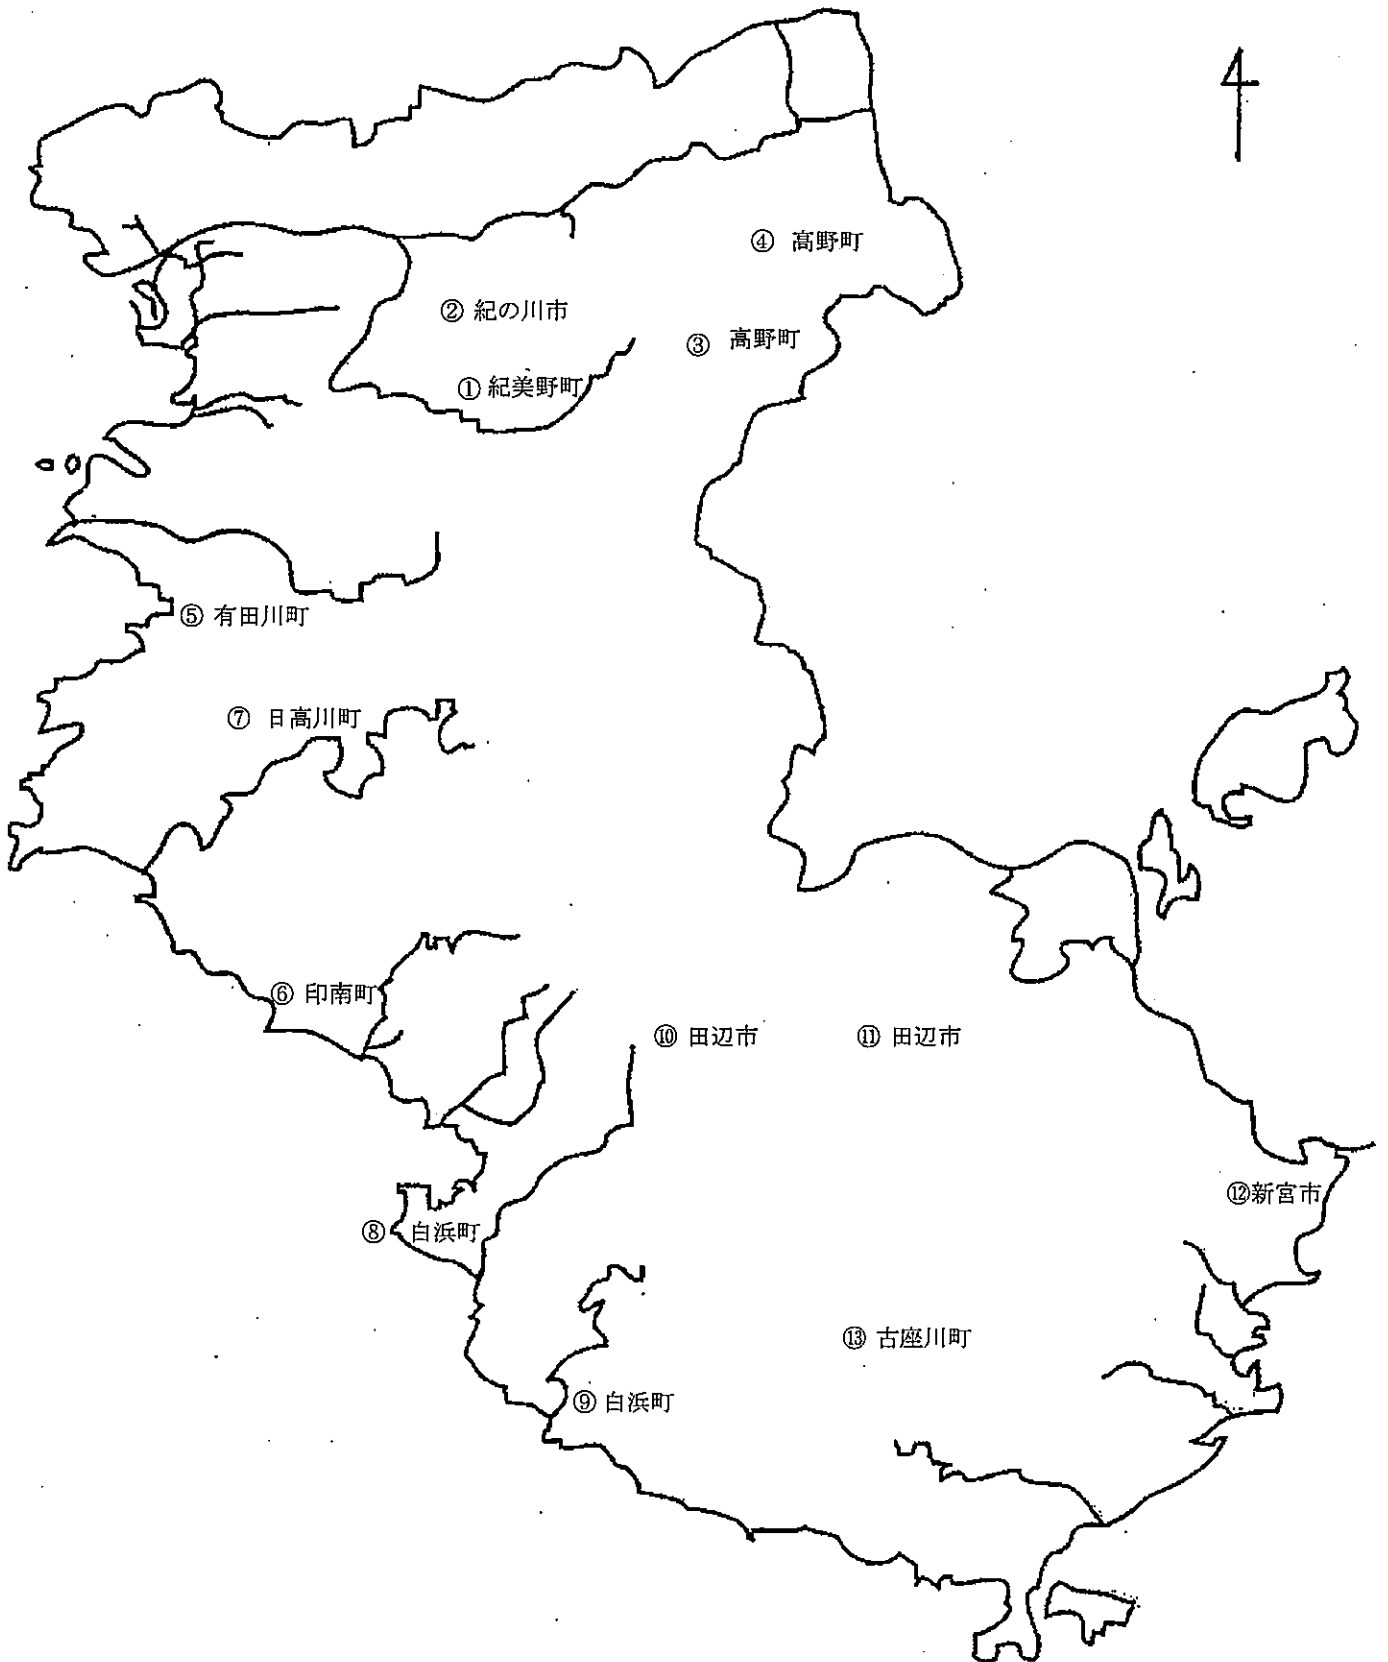 ④ 高野町
② 紀の川市
③ 高野町
① 紀美野町
⑤ 有田川町
⑦ 日高川町
⑥ 印南町
⑩ 田辺市
⑪ 田辺市
⑫新宮市
⑧ 白浜町
⑬ 古座川町
⑨ 白浜町